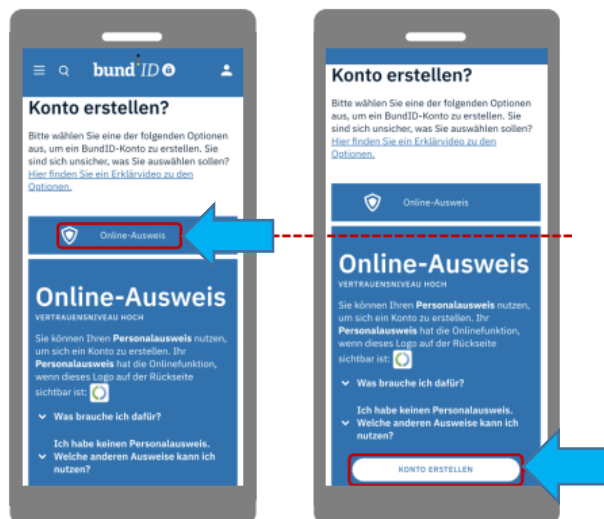 bund ID
Konto erstellen?
Bitte wählen Sie eine der folgenden Optionen
aus, um ein BundID-Konto zu erstellen. Sie
sind sich unsicher, was Sie auswählen sollen?
Hier finden Sie ein Erklärvideo zu den
Optionen.
Online-Ausweis
Online-Ausweis
VERTRAUENSNIVEAU HOCH
Sie können Ihren Personalausweis nutzen,
um sich ein Konto zu erstellen. Ihr
Personalausweis hat die Onlinefunktion,
wenn dieses Logo auf der Rückseite
sichtbar ist:
Was brauche ich dafür?
Ich habe keinen Personalausweis.
Welche anderen Ausweise kann ich
nutzen?
Konto erstellen?
Bitte wählen Sie eine der folgenden Optionen
aus, um ein BundID-Konto zu erstellen. Sie
sind sich unsicher, was Sie auswählen sollen?
Hier finden Sie ein Erklärvideo zu den
Optionen.
Online-Ausweis
Online-Ausweis
VERTRAUENSNIVEAU HOCH
Sie können Ihren Personalausweis nutzen,
um sich ein Konto zu erstellen. Ihr
Personalausweis hat die Onlinefunktion,
wenn dieses Logo auf der Rückseite
sichtbar ist:
Was brauche ich dafür?
Ich habe keinen Personalausweis.
Welche anderen Ausweise kann ich
nutzen?
KONTO ERSTELLEN